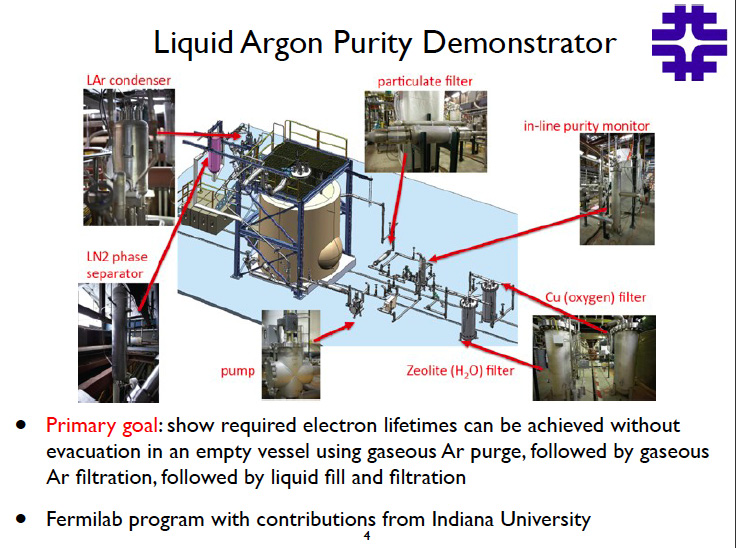 Liquid Argon Purity Demonstrator
LAr condenser
particulate filter
in-line purity monitor
LN2 phase
separator
Cu (oxygen) filter
pump
Zeolite (H₂O) filter
• Primary goal: show required electron lifetimes can be achieved without
evacuation in an empty vessel using gaseous Ar purge, followed by gaseous
Ar filtration, followed by liquid fill and filtration
• Fermilab program with contributions from Indiana University
4